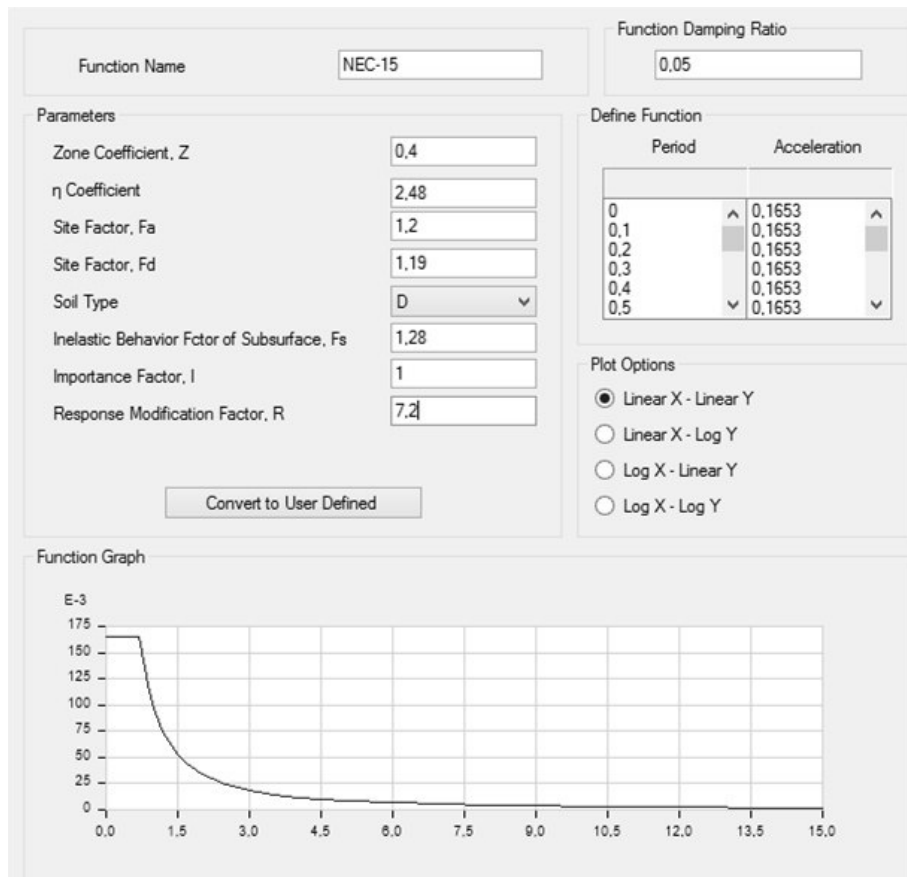 Function Name
NEC-15
Function Damping Ratio
0,05
Parameters
Zone Coefficient, Z
0,4
η Coefficient
2,48
Site Factor, Fa
1,2
Site Factor, Fd
1,19
Soil Type
D
Inelastic Behavior Fctor of Subsurface, Fs
1,28
Importance Factor, I
1
Response Modification Factor, R
7,2
Convert to User Defined
Define Function
Period Acceleration
0 0,1653
0,1 0,1653
0,2 0,1653
0,3 0,1653
0,4 0,1653
0,5 0,1653
Plot Options
Linear X - Linear Y
Linear X - Log Y
Log X - Linear Y
Log X - Log Y
Function Graph
E-3
175
150
125
100
75
50
25
0
0,0 1,5 3,0 4,5 6,0 7,5 9,0 10,5 12,0 13,5 15,0